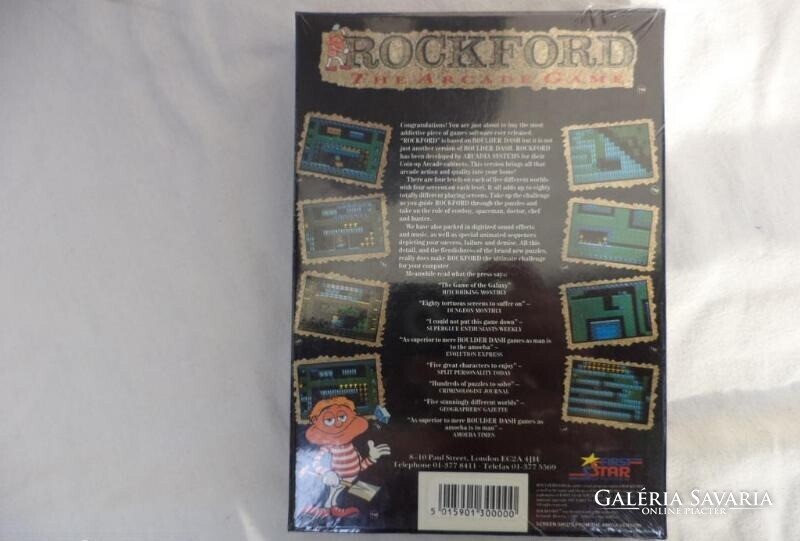 ROCKFORD
THE ARCADE GAME
Congratulations! You are just about to buy the most
addictive piece of games software ever released.
"ROCKFORD" is based on BOULDER DASH but it is not
just another version of BOULDER DASH. ROCKFORD
has been developed by ARCADIA SYSTEMS for their
Coin-up Arcade cabinets. This version brings all that
arcade action and quality into your home!
There are four levels on each of five different worlds
with four screens on each level. It all adds up to eighty
totally different playing screens. Take up the challenge
as you guide ROCKFORD through the puzzles and
take on the role of cowboy, spaceman, doctor, chef
and hunter.
We have also packed in digitized sound effects
and music, as well as special animated sequences
depicting your success, failure and demise. All this
detail, and the fiendishness of the brand new puzzles,
really does make ROCKFORD the ultimate challenge
for your computer
Meanwhile read what the press say:
"The Game of the Galaxy"
HITCHHIKING MONTHLY
"Eighty tortuous screens to suffer on" –
DUNGEON MONTHLY
"I could not put this game down" –
SUPERGLUE ENTHUSIASTS WEEKLY
"As superior to mere BOULDER DASH games as man is
to the amoeba" –
EVOLUTION EXPRESS
"Five great characters to enjoy" –
SPLIT PERSONALITY TODAY
"Hundreds of puzzles to solve" –
CRIMINOLOGIST JOURNAL
"Five stunningly different worlds" –
GEOGRAPHERS' GAZETTE
"As superior to mere BOULDER DASH games as
amoeba is to man" –
AMOEBA TIMES
8–10 Paul Street, London EC2A 4JH
Telephone 01-377 8411 · Telefax 01-377 5569
FIRST
STAR
5 015901 300000
SCREEN SHOTS FROM THE AMIGA VERSION
GALÉRIA SAVARIA
ONLINE PIACTÉR